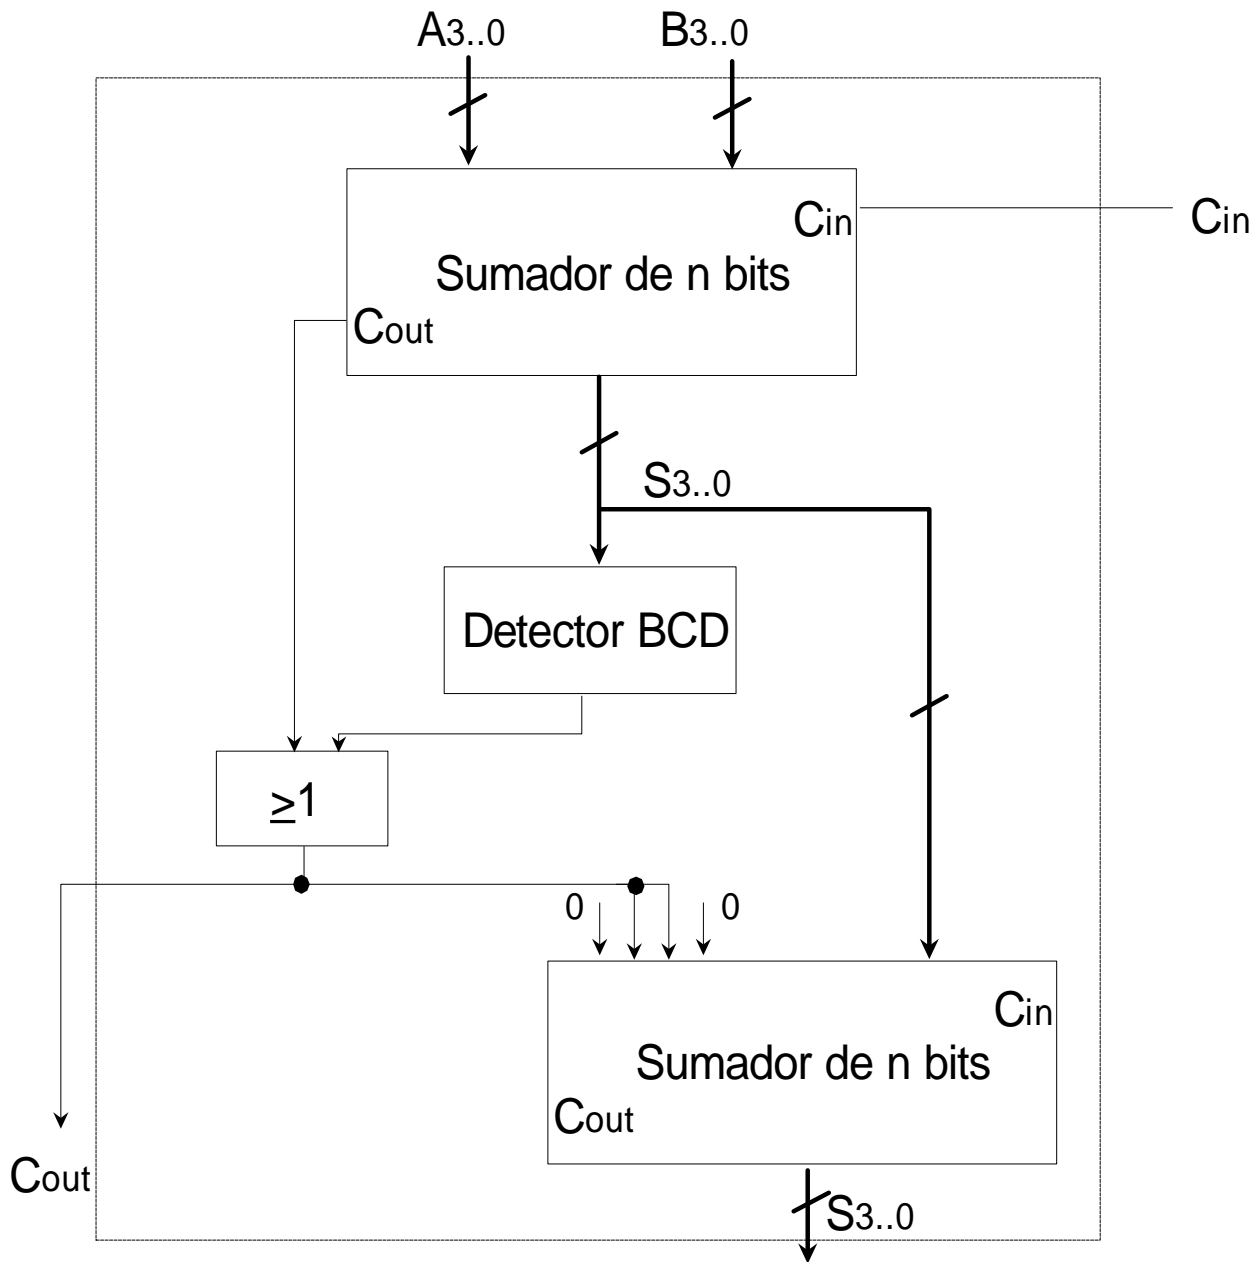 A3..0
B3..0
Cin
Cin
Sumador de n bits
Cout
S3..0
Detector BCD
≥1
0
0
Cin
Sumador de n bits
Cout
Cout
S3..0